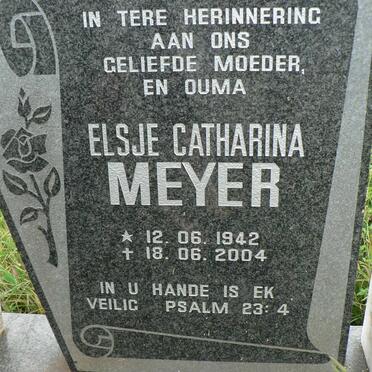 IN TERE HERINNERING
AAN ONS
GELIEFDE MOEDER,
EN OUMA
ELSJE CATHARINA
MEYER
★ 12. 06. 1942
✝ 18. 06. 2004
IN U HANDE IS EK
VEILIG PSALM 23: 4